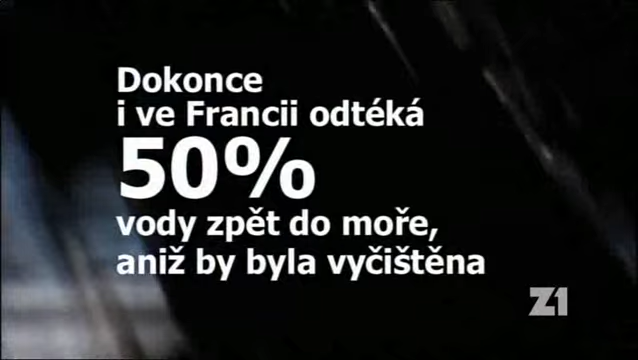 Dokonce
i ve Francii odtéká
50%
vody zpět do moře,
aniž by byla vyčištěna
Z1